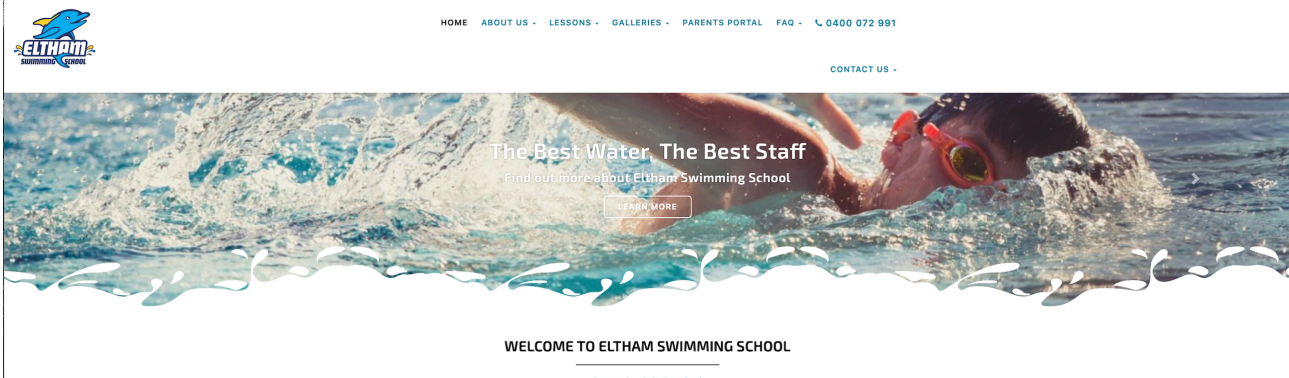 ELTHAM
SWIMMING SCHOOL
HOME ABOUT US LESSONS GALLERIES PARENTS PORTAL FAQ 0400 072 991
CONTACT US
The Best Water, The Best Staff
Find out more about Eltham Swimming School
LEARN MORE
WELCOME TO ELTHAM SWIMMING SCHOOL